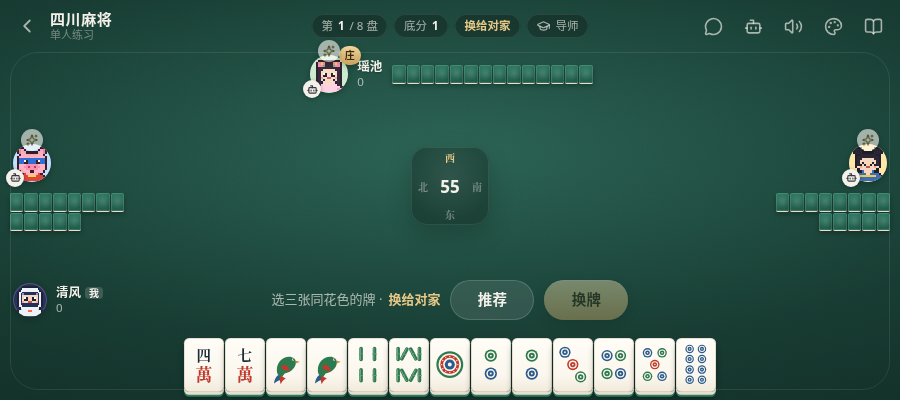 四川麻将
单人练习
第 1 / 8 盘
底分 1
换给对家
导师
庄
瑶池
0
西
北 55 南
东
清风 我
0
选三张同花色的牌 · 换给对家
推荐
换牌
四萬 七萬